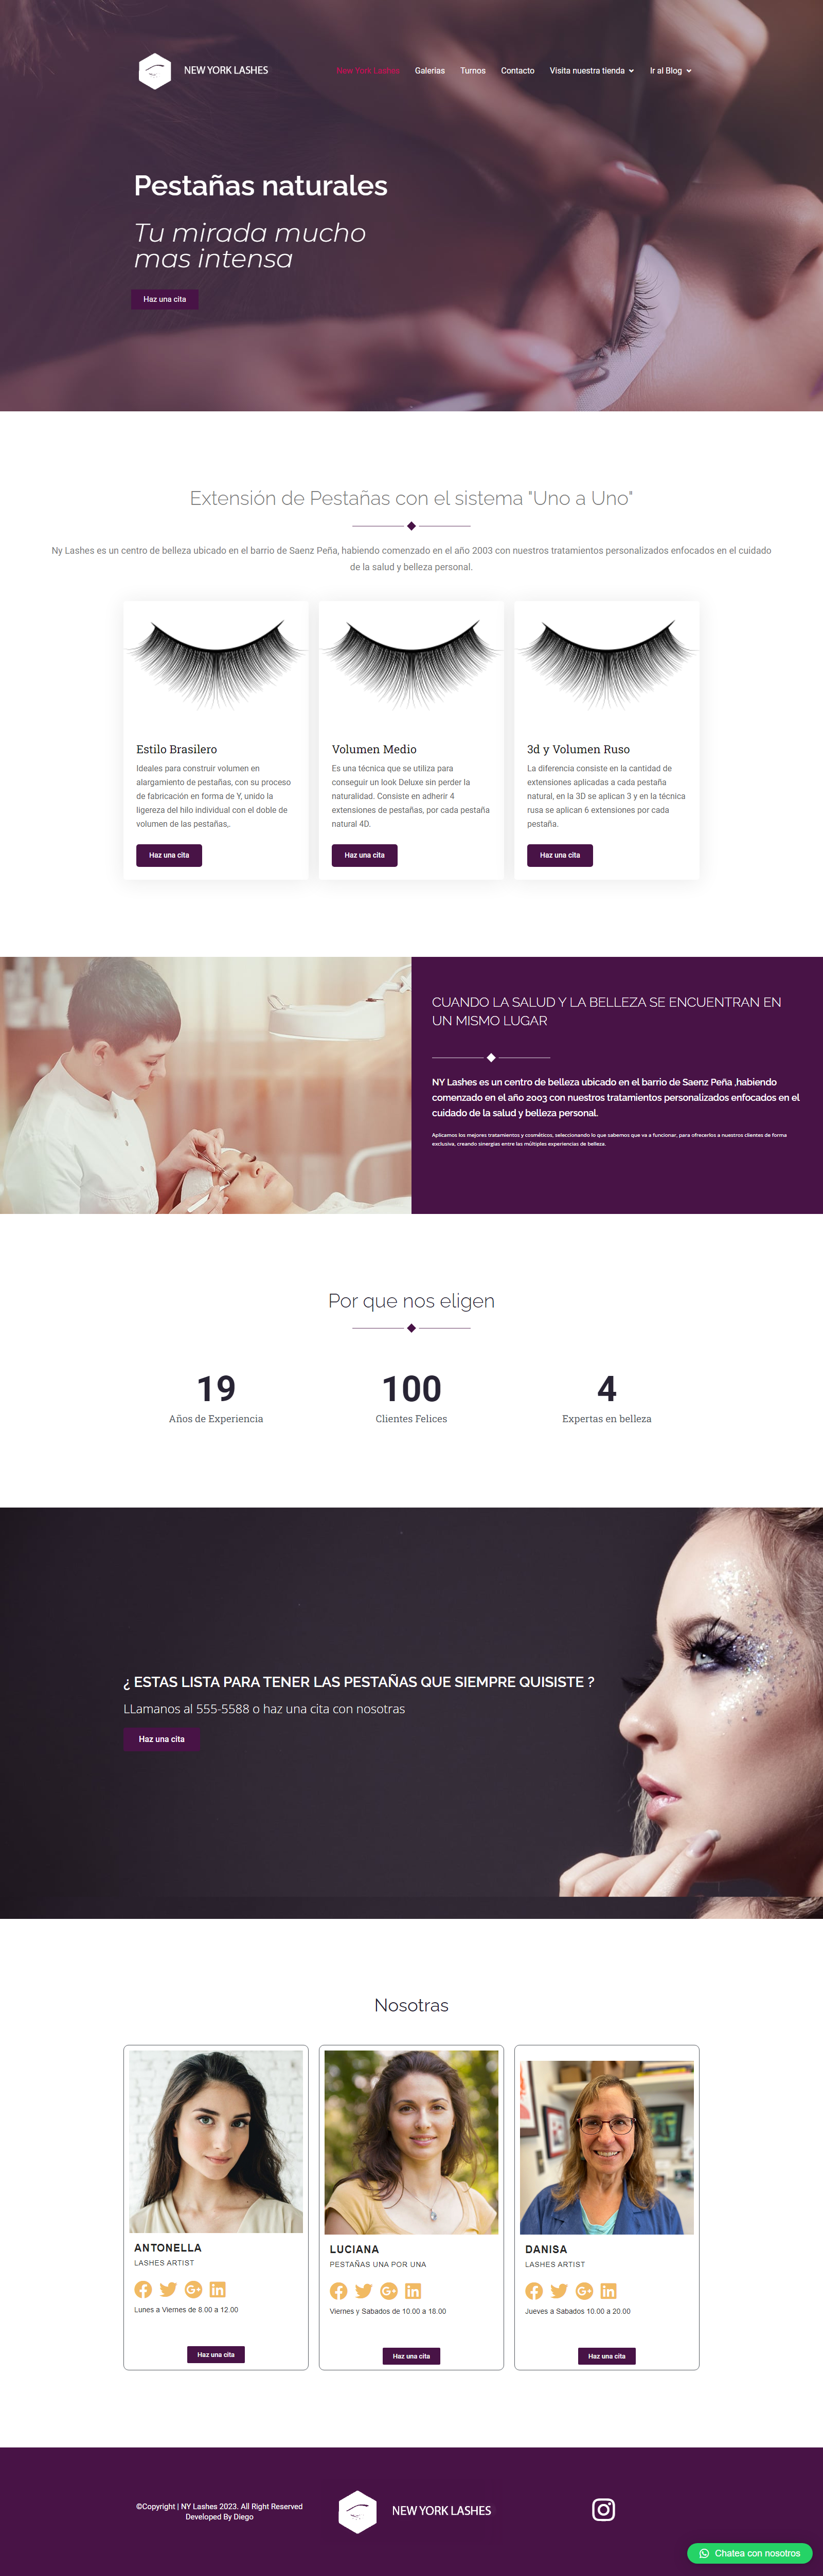 NEW YORK LASHES
New York Lashes Galerias Turnos Contacto Visita nuestra tienda Ir al Blog
Pestañas naturales
Tu mirada mucho
mas intensa
Haz una cita
Extensión de Pestañas con el sistema "Uno a Uno"
Ny Lashes es un centro de belleza ubicado en el barrio de Saenz Peña, habiendo comenzado en el año 2003 con nuestros tratamientos personalizados enfocados en el cuidado
de la salud y belleza personal.
Estilo Brasilero
Ideales para construir volumen en
alargamiento de pestañas, con su proceso
de fabricación en forma de Y, unido la
ligereza del hilo individual con el doble de
volumen de las pestañas,.
Haz una cita
Volumen Medio
Es una técnica que se utiliza para
conseguir un look Deluxe sin perder la
naturalidad. Consiste en adherir 4
extensiones de pestañas, por cada pestaña
natural 4D.
Haz una cita
3d y Volumen Ruso
La diferencia consiste en la cantidad de
extensiones aplicadas a cada pestaña
natural, en la 3D se aplican 3 y en la técnica
rusa se aplican 6 extensiones por cada
pestaña.
Haz una cita
CUANDO LA SALUD Y LA BELLEZA SE ENCUENTRAN EN
UN MISMO LUGAR
NY Lashes es un centro de belleza ubicado en el barrio de Saenz Peña ,habiendo
comenzado en el año 2003 con nuestros tratamientos personalizados enfocados en el
cuidado de la salud y belleza personal.
Aplicamos los mejores tratamientos y cosméticos, seleccionando lo que sabemos que va a funcionar, para ofrecerlos a nuestros clientes de forma
exclusiva, creando sinergias entre las múltiples experiencias de belleza.
Por que nos eligen
19
Años de Experiencia
100
Clientes Felices
4
Expertas en belleza
¿ ESTAS LISTA PARA TENER LAS PESTAÑAS QUE SIEMPRE QUISISTE ?
LLamanos al 555-5588 o haz una cita con nosotras
Haz una cita
Nosotras
ANTONELLA
LASHES ARTIST
Lunes a Viernes de 8.00 a 12.00
Haz una cita
LUCIANA
PESTAÑAS UNA POR UNA
Viernes y Sabados de 10.00 a 18.00
Haz una cita
DANISA
LASHES ARTIST
Jueves a Sabados 10.00 a 20.00
Haz una cita
©Copyright | NY Lashes 2023. All Right Reserved
Developed By Diego
NEW YORK LASHES
Chatea con nosotros